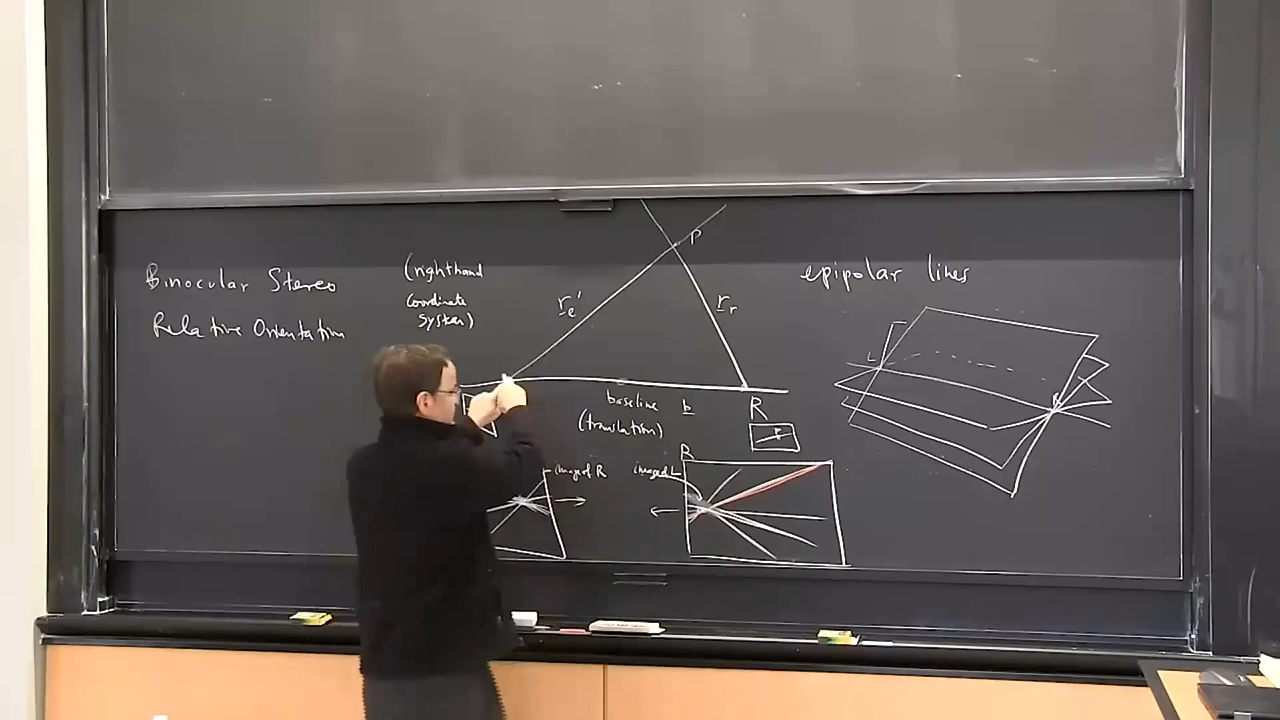 Binocular Stereo
Relative Orientation
(righthand
coordinate
system)
P
r_l'
r_r
baseline b
(translation)
R
P
image of R
image of L
R
epipolar lines
L
R